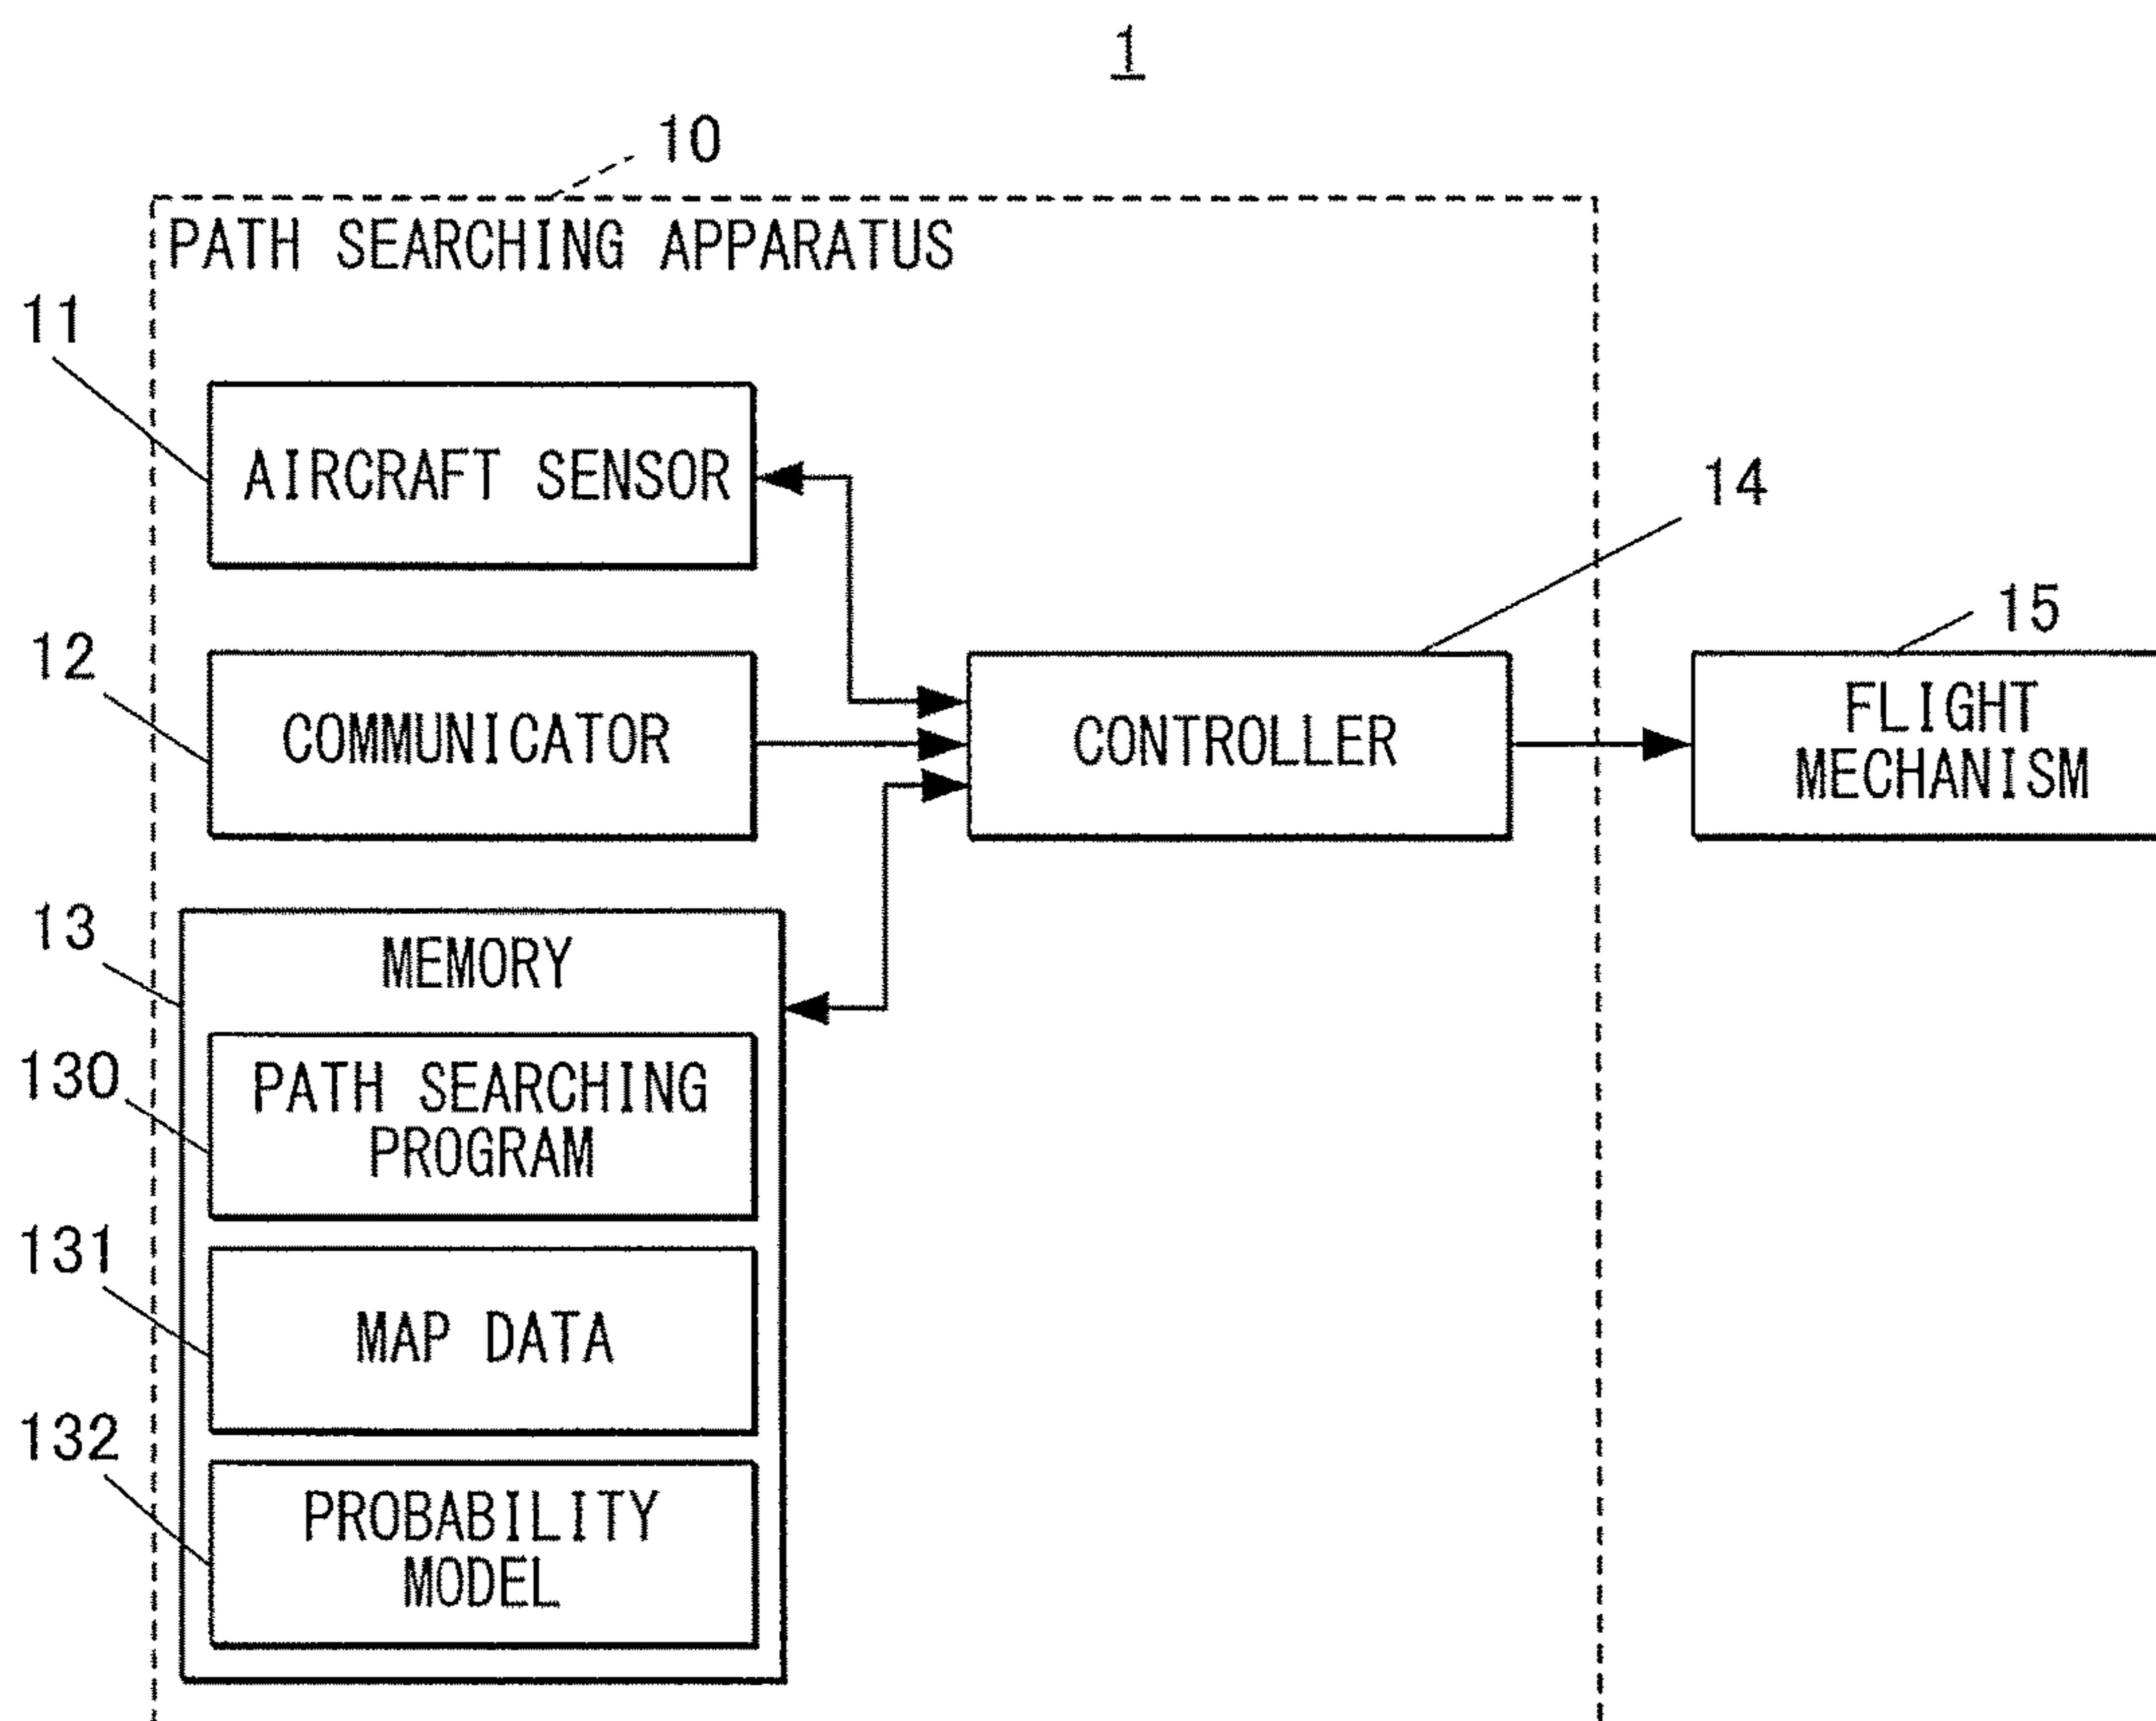 1
10
PATH SEARCHING APPARATUS
11
AIRCRAFT SENSOR
14
12
COMMUNICATOR
CONTROLLER
15
FLIGHT
MECHANISM
13
MEMORY
130
PATH SEARCHING
PROGRAM
131
MAP DATA
132
PROBABILITY
MODEL